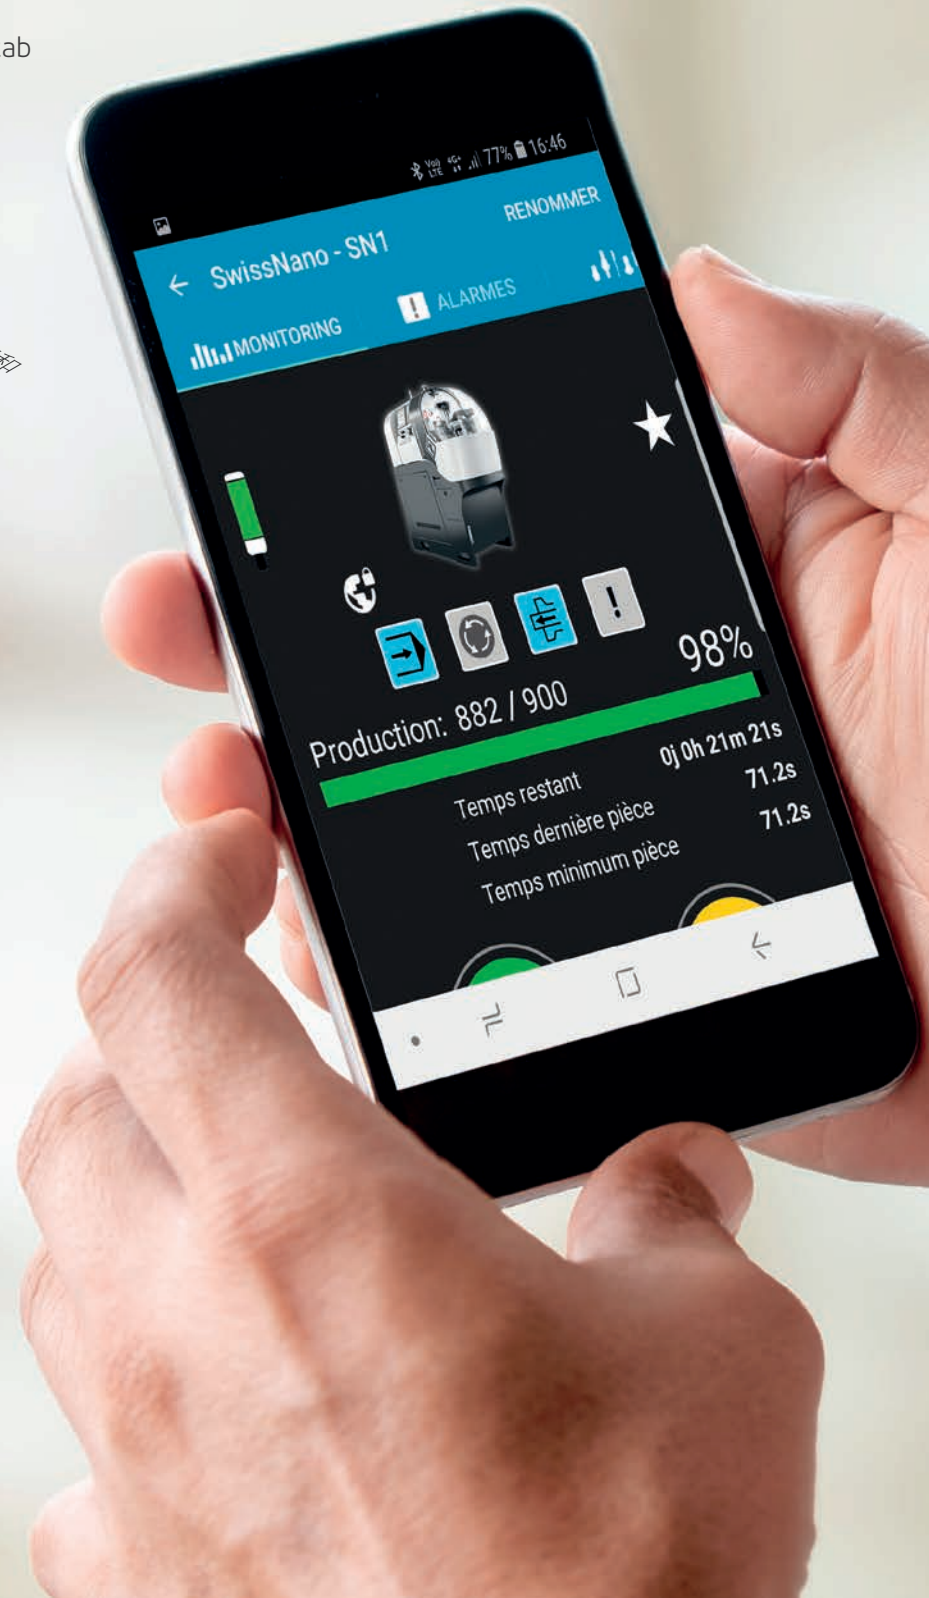 ab
77% 16:46
SwissNano - SN1
RENOMMER
MONITORING
ALARMES
Production: 882 / 900
98%
Temps restant 0j 0h 21m 21s
Temps dernière pièce 71.2s
Temps minimum pièce 71.2s